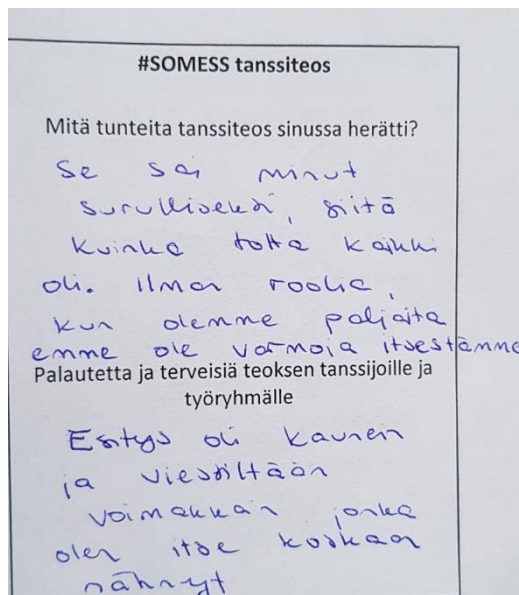 #SOMESS tanssiteos
Mitä tunteita tanssiteos sinussa herätti?
Se sai minut
surulliseksi, siitä
kuinka totta kaikki
oli. ilman roolia,
kun olemme paljaita
emme ole varmoja itsestämme
Palautetta ja terveisiä teoksen tanssijoille ja
työryhmälle
Esitys oli kaunein
ja viestiltään
voimakkain jonka
olen itse koskaan
nähnyt